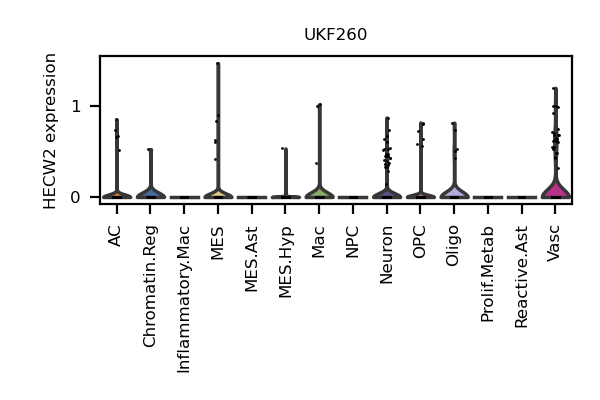 UKF260
HECW2 expression
1
0
AC
Chromatin.Reg
Inflammatory.Mac
MES
MES.Ast
MES.Hyp
Mac
NPC
Neuron
OPC
Oligo
Prolif.Metab
Reactive.Ast
Vasc